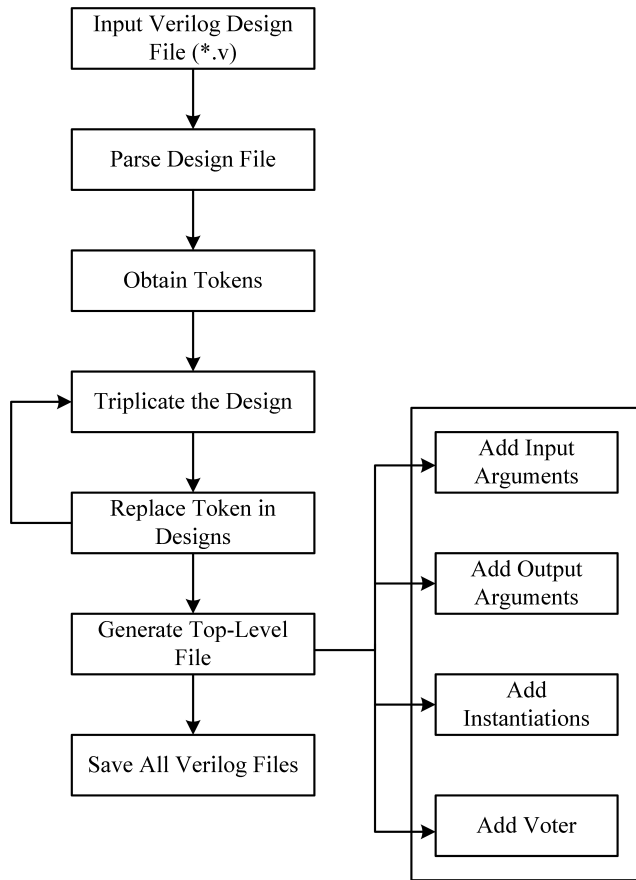 Input Verilog Design
File (*.v)
Parse Design File
Obtain Tokens
Triplicate the Design
Replace Token in
Designs
Generate Top-Level
File
Save All Verilog Files
Add Input
Arguments
Add Output
Arguments
Add
Instantiations
Add Voter